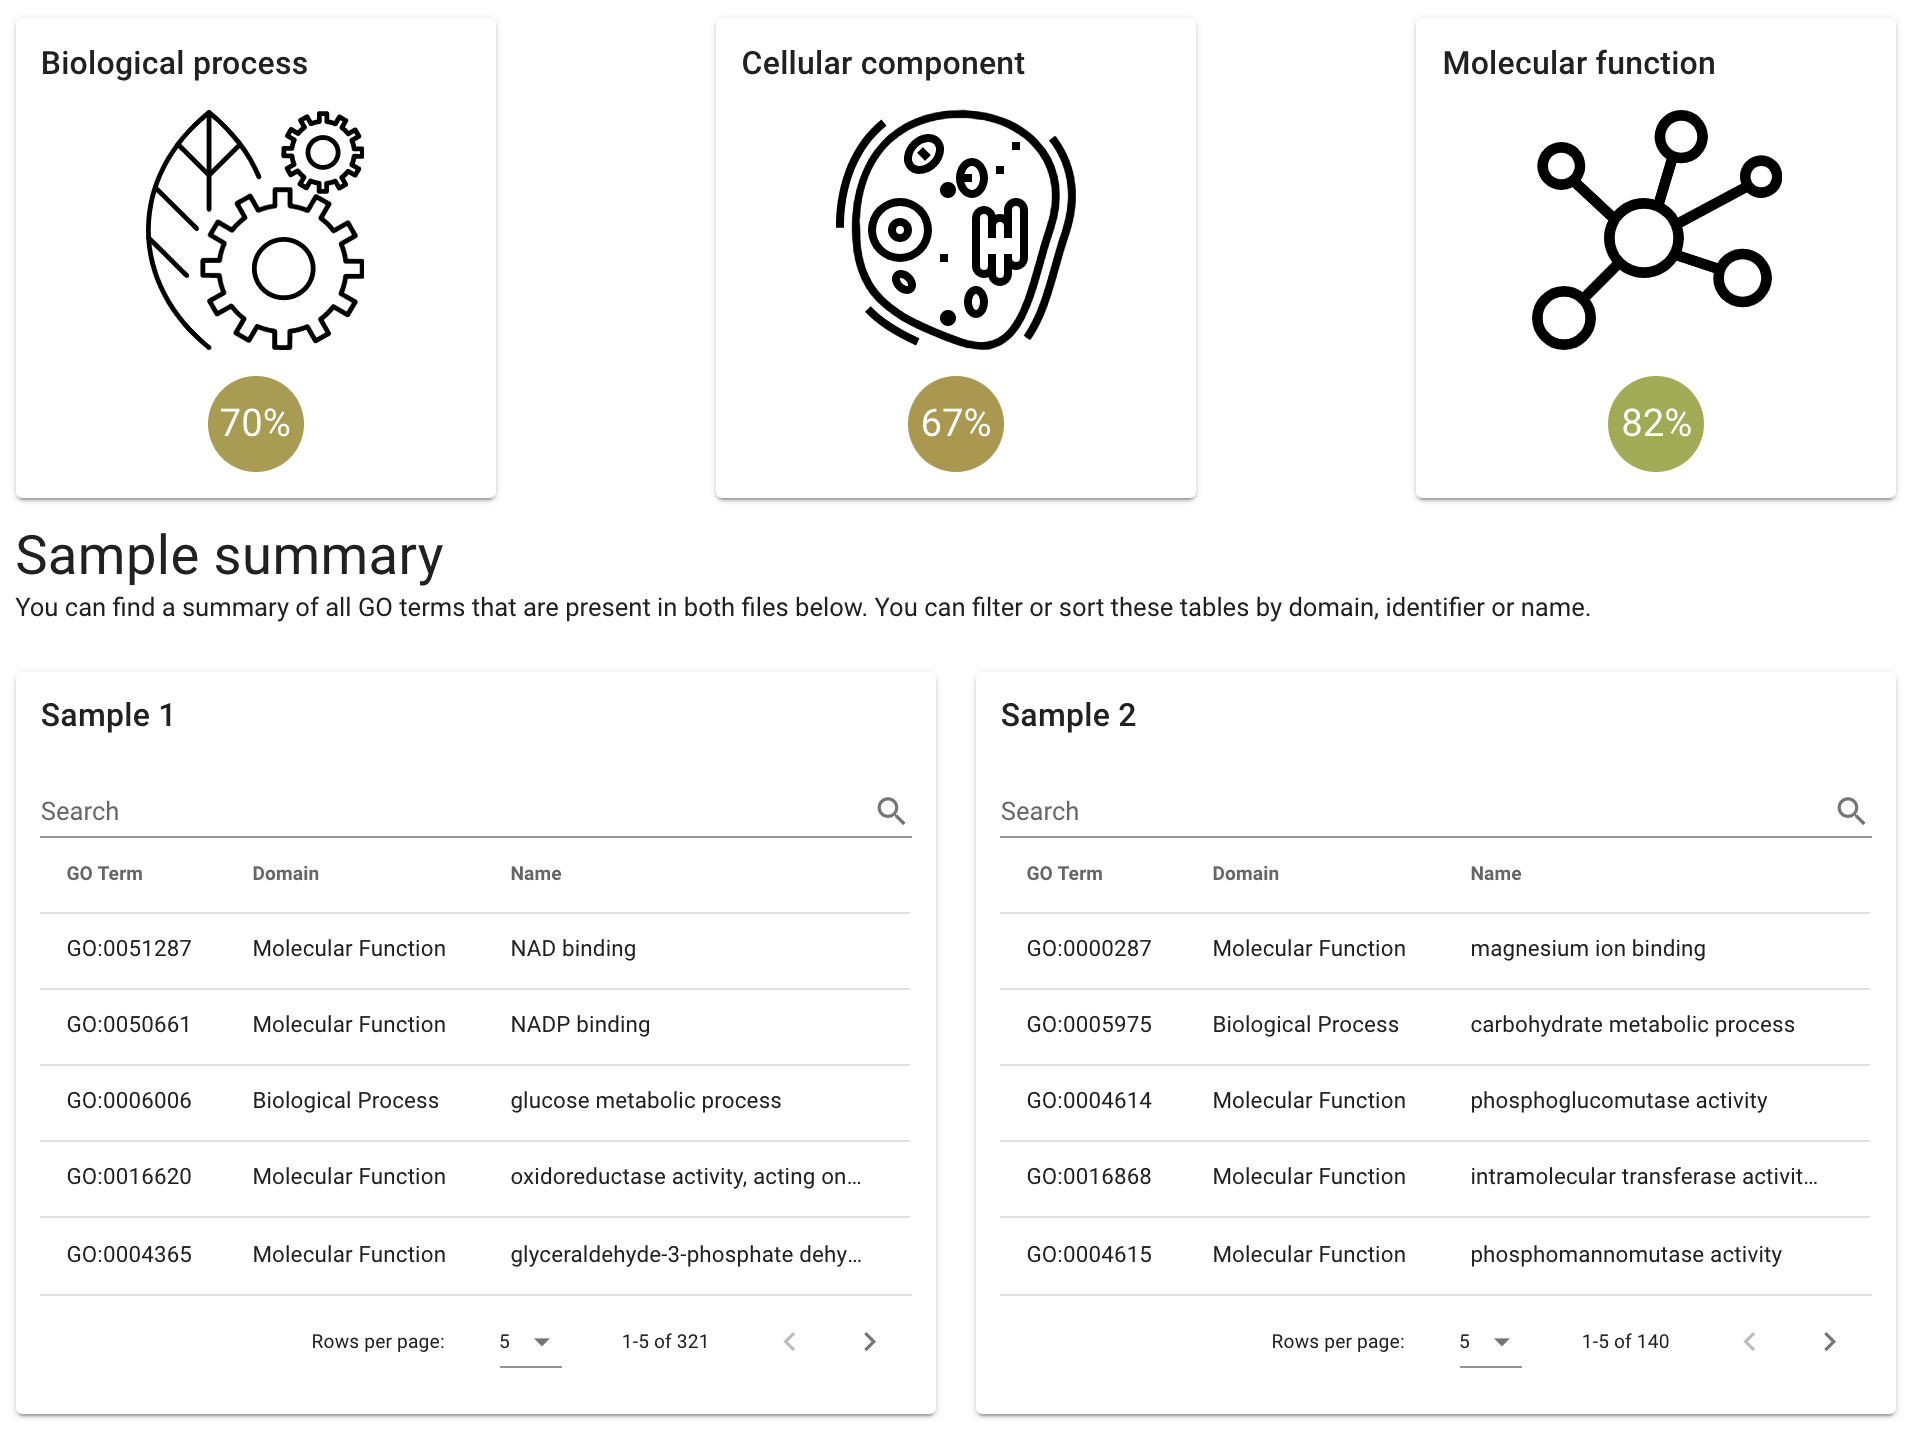 Biological process
Cellular component
Molecular function
70%
67%
82%
Sample summary
You can find a summary of all GO terms that are present in both files below. You can filter or sort these tables by domain, identifier or name.
Sample 1
Search
GO Term Domain Name
GO:0051287 Molecular Function NAD binding
GO:0050661 Molecular Function NADP binding
GO:0006006 Biological Process glucose metabolic process
GO:0016620 Molecular Function oxidoreductase activity, acting on...
GO:0004365 Molecular Function glyceraldehyde-3-phosphate dehy...
Rows per page: 5 1-5 of 321
Sample 2
Search
GO Term Domain Name
GO:0000287 Molecular Function magnesium ion binding
GO:0005975 Biological Process carbohydrate metabolic process
GO:0004614 Molecular Function phosphoglucomutase activity
GO:0016868 Molecular Function intramolecular transferase activit...
GO:0004615 Molecular Function phosphomannomutase activity
Rows per page: 5 1-5 of 140